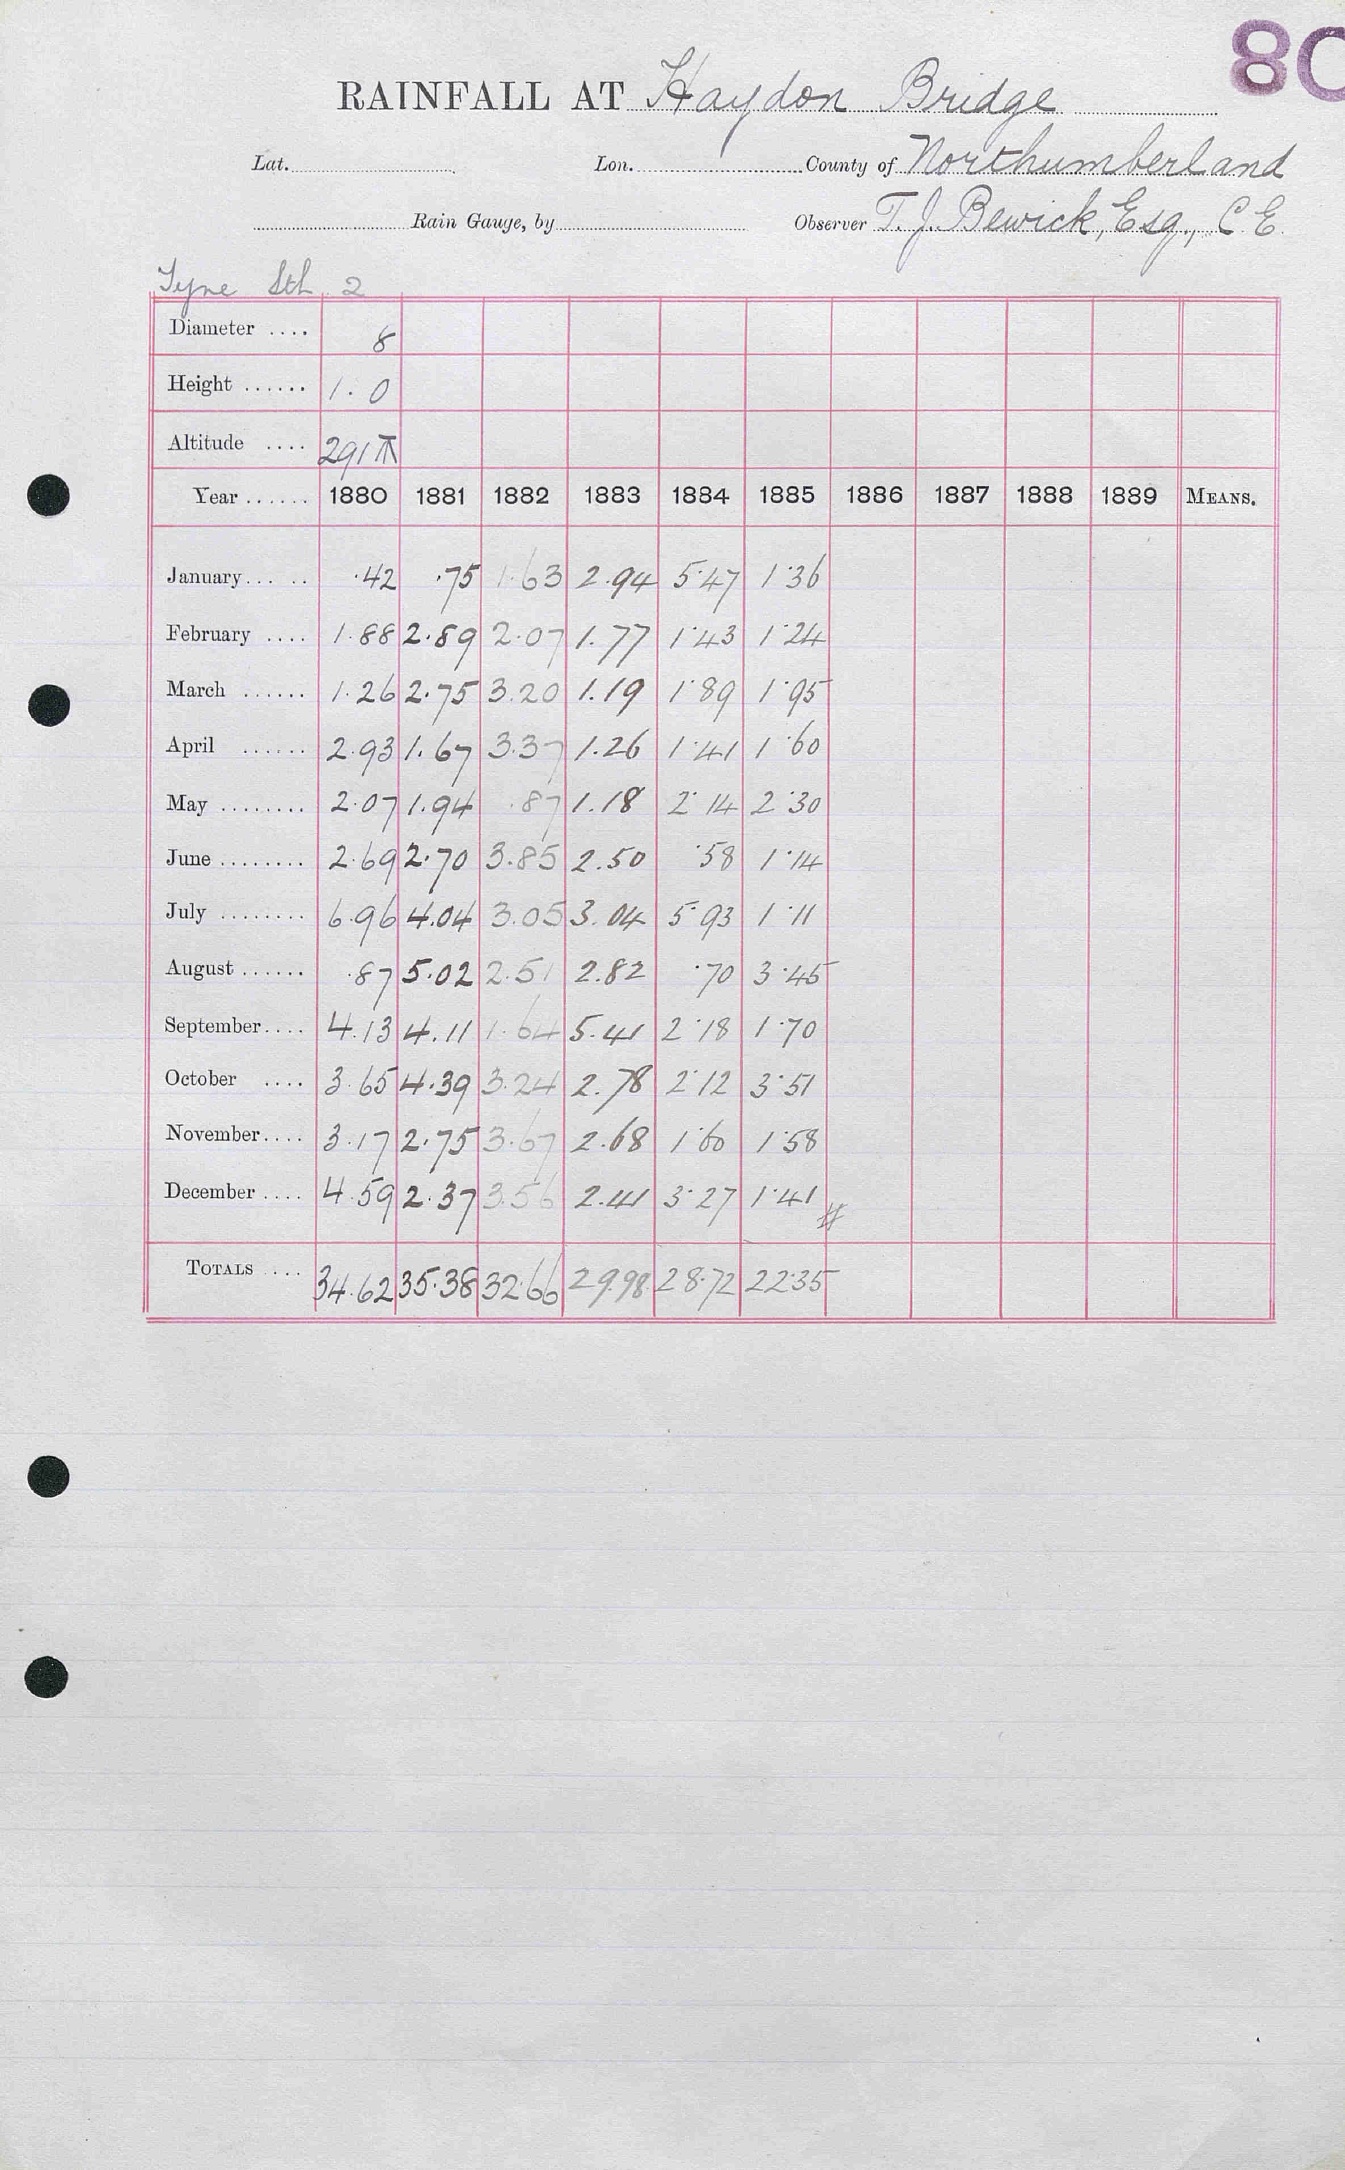 80
RAINFALL AT Haydon Bridge
Lat. Lon. County of Northumberland
Rain Gauge, by Observer T. J. Bewick, Esq., C.E.
Tyne Sth 2
Diameter .... 8
Height ...... 1.0
Altitude .... 291
Year ...... 1880 1881 1882 1883 1884 1885 1886 1887 1888 1889 MEANS.
January ... .. .42 .75 1.63 2.94 5.47 1.36
February .... 1.88 2.89 2.07 1.77 1.43 1.24
March ...... 1.26 2.75 3.20 1.19 1.89 1.95
April ...... 2.93 1.67 3.37 1.26 1.41 1.60
May ........ 2.07 1.94 .87 1.18 2.14 2.30
June ........ 2.69 2.70 3.85 2.50 .58 1.14
July ........ 6.96 4.04 3.05 3.04 5.93 1.11
August ...... .87 5.02 2.51 2.82 .70 3.45
September.... 4.13 4.11 1.64 5.41 2.18 1.70
October .... 3.65 4.39 3.24 2.78 2.12 3.51
November.... 3.17 2.75 3.67 2.68 1.60 1.58
December .... 4.59 2.37 3.56 2.41 3.27 1.41 #
TOTALS .... 34.62 35.38 32.66 29.98 28.72 22.35